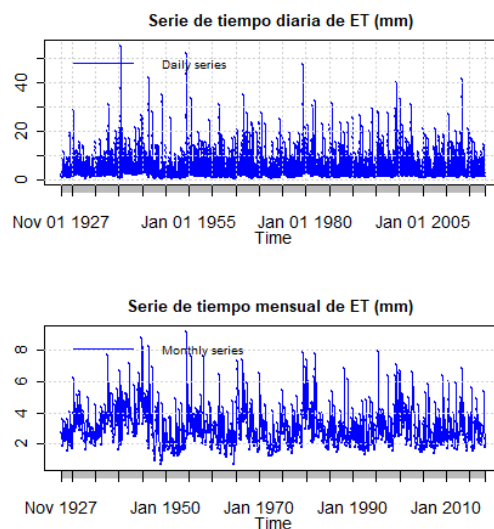 Serie de tiempo diaria de ET (mm)
Daily series
40
20
0
Nov 01 1927 Jan 01 1955 Jan 01 1980 Jan 01 2005
Time
Serie de tiempo mensual de ET (mm)
Monthly series
8
6
4
2
Nov 1927 Jan 1950 Jan 1970 Jan 1990 Jan 2010
Time